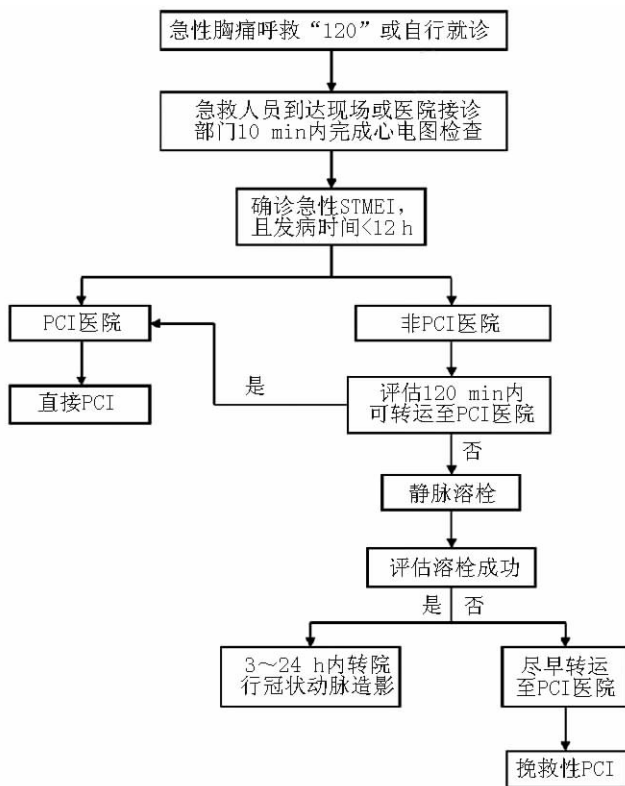 急性胸痛呼救“120”或自行就诊
急救人员到达现场或医院接诊
部门10 min内完成心电图检查
确诊急性STMEI，
且发病时间<12 h
PCI医院
非PCI医院
直接PCI
是
评估120 min内
可转运至PCI医院
否
静脉溶栓
评估溶栓成功
是
否
3～24 h内转院
行冠状动脉造影
尽早转运
至PCI医院
挽救性PCI